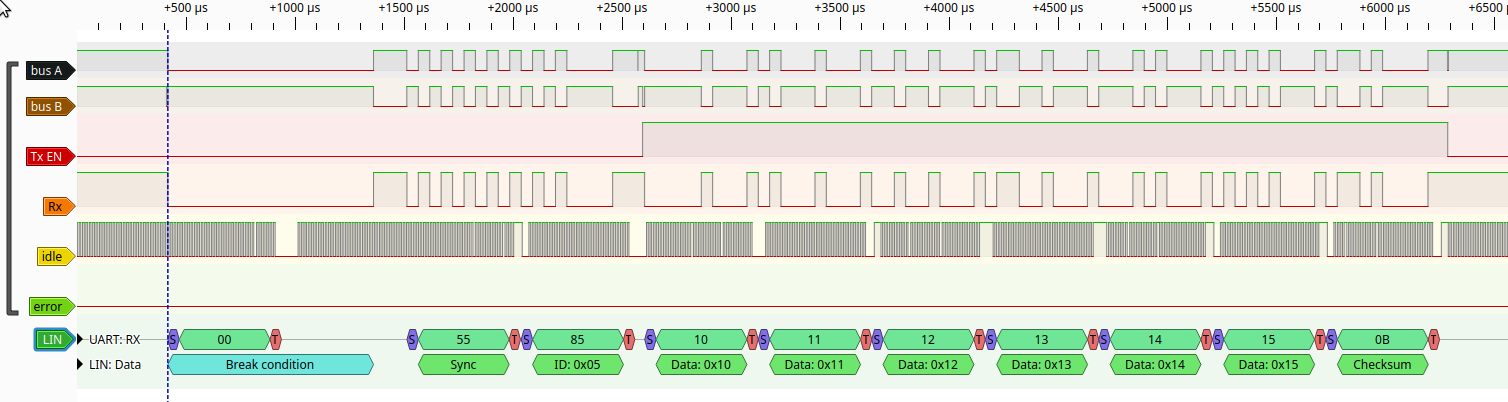 +500 µs +1000 µs +1500 µs +2000 µs +2500 µs +3000 µs +3500 µs +4000 µs +4500 µs +5000 µs +5500 µs +6000 µs +6500
bus A
bus B
Tx EN
Rx
idle
error
LIN UART: RX S 00 T S 55 T S 85 T S 10 T S 11 T S 12 T S 13 T S 14 T S 15 T S 0B T
LIN: Data Break condition Sync ID: 0x05 Data: 0x10 Data: 0x11 Data: 0x12 Data: 0x13 Data: 0x14 Data: 0x15 Checksum